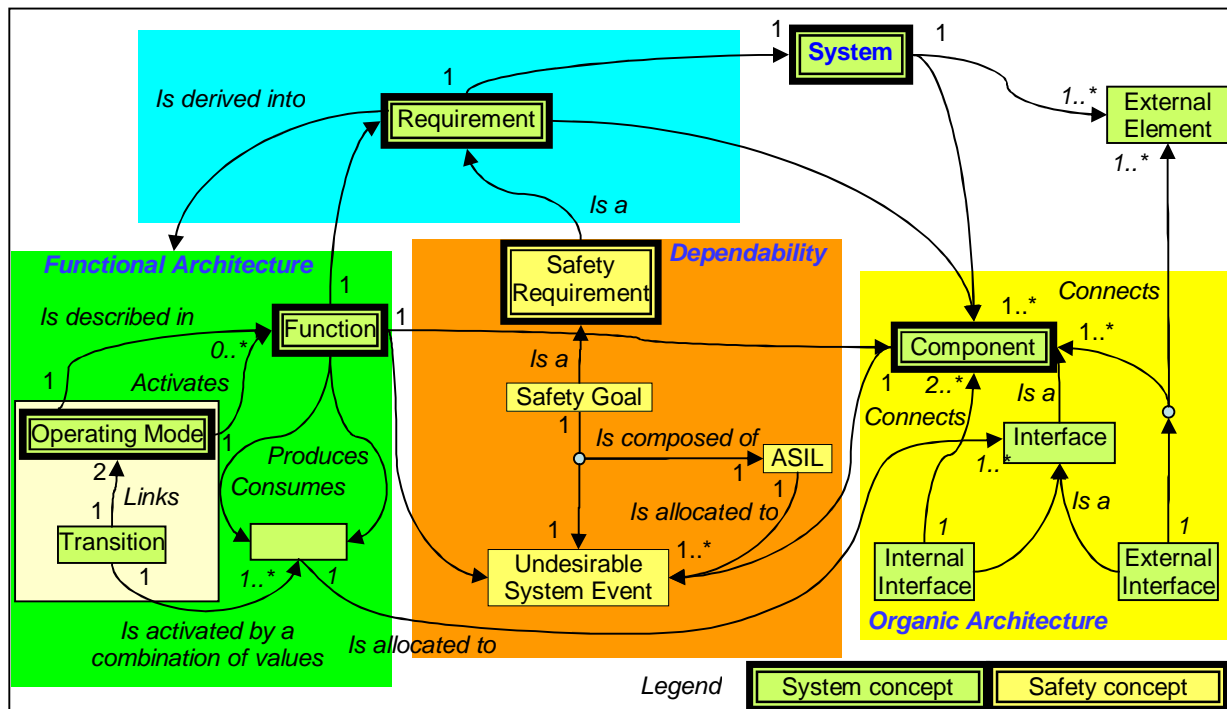 1
System
1
1
Is derived into
Requirement
1..*
External
Element
1..*
Is a
Functional Architecture
Dependability
Safety
Requirement
1
Connects
Is described in
Function
1
1..*
1..*
0..*
Component
Is a
1
Activates
1
2..*
Is a
Safety Goal
Connects
Operating Mode
1
1
Is composed of
Interface
2
Produces
ASIL
1..*
Links
Consumes
1
1
1
Is a
Transition
Is allocated to
1
1..*
1
1
1
1..*
1
Undesirable
System Event
Internal
Interface
External
Interface
Is activated by a
combination of values
Is allocated to
Organic Architecture
Legend
System concept
Safety concept